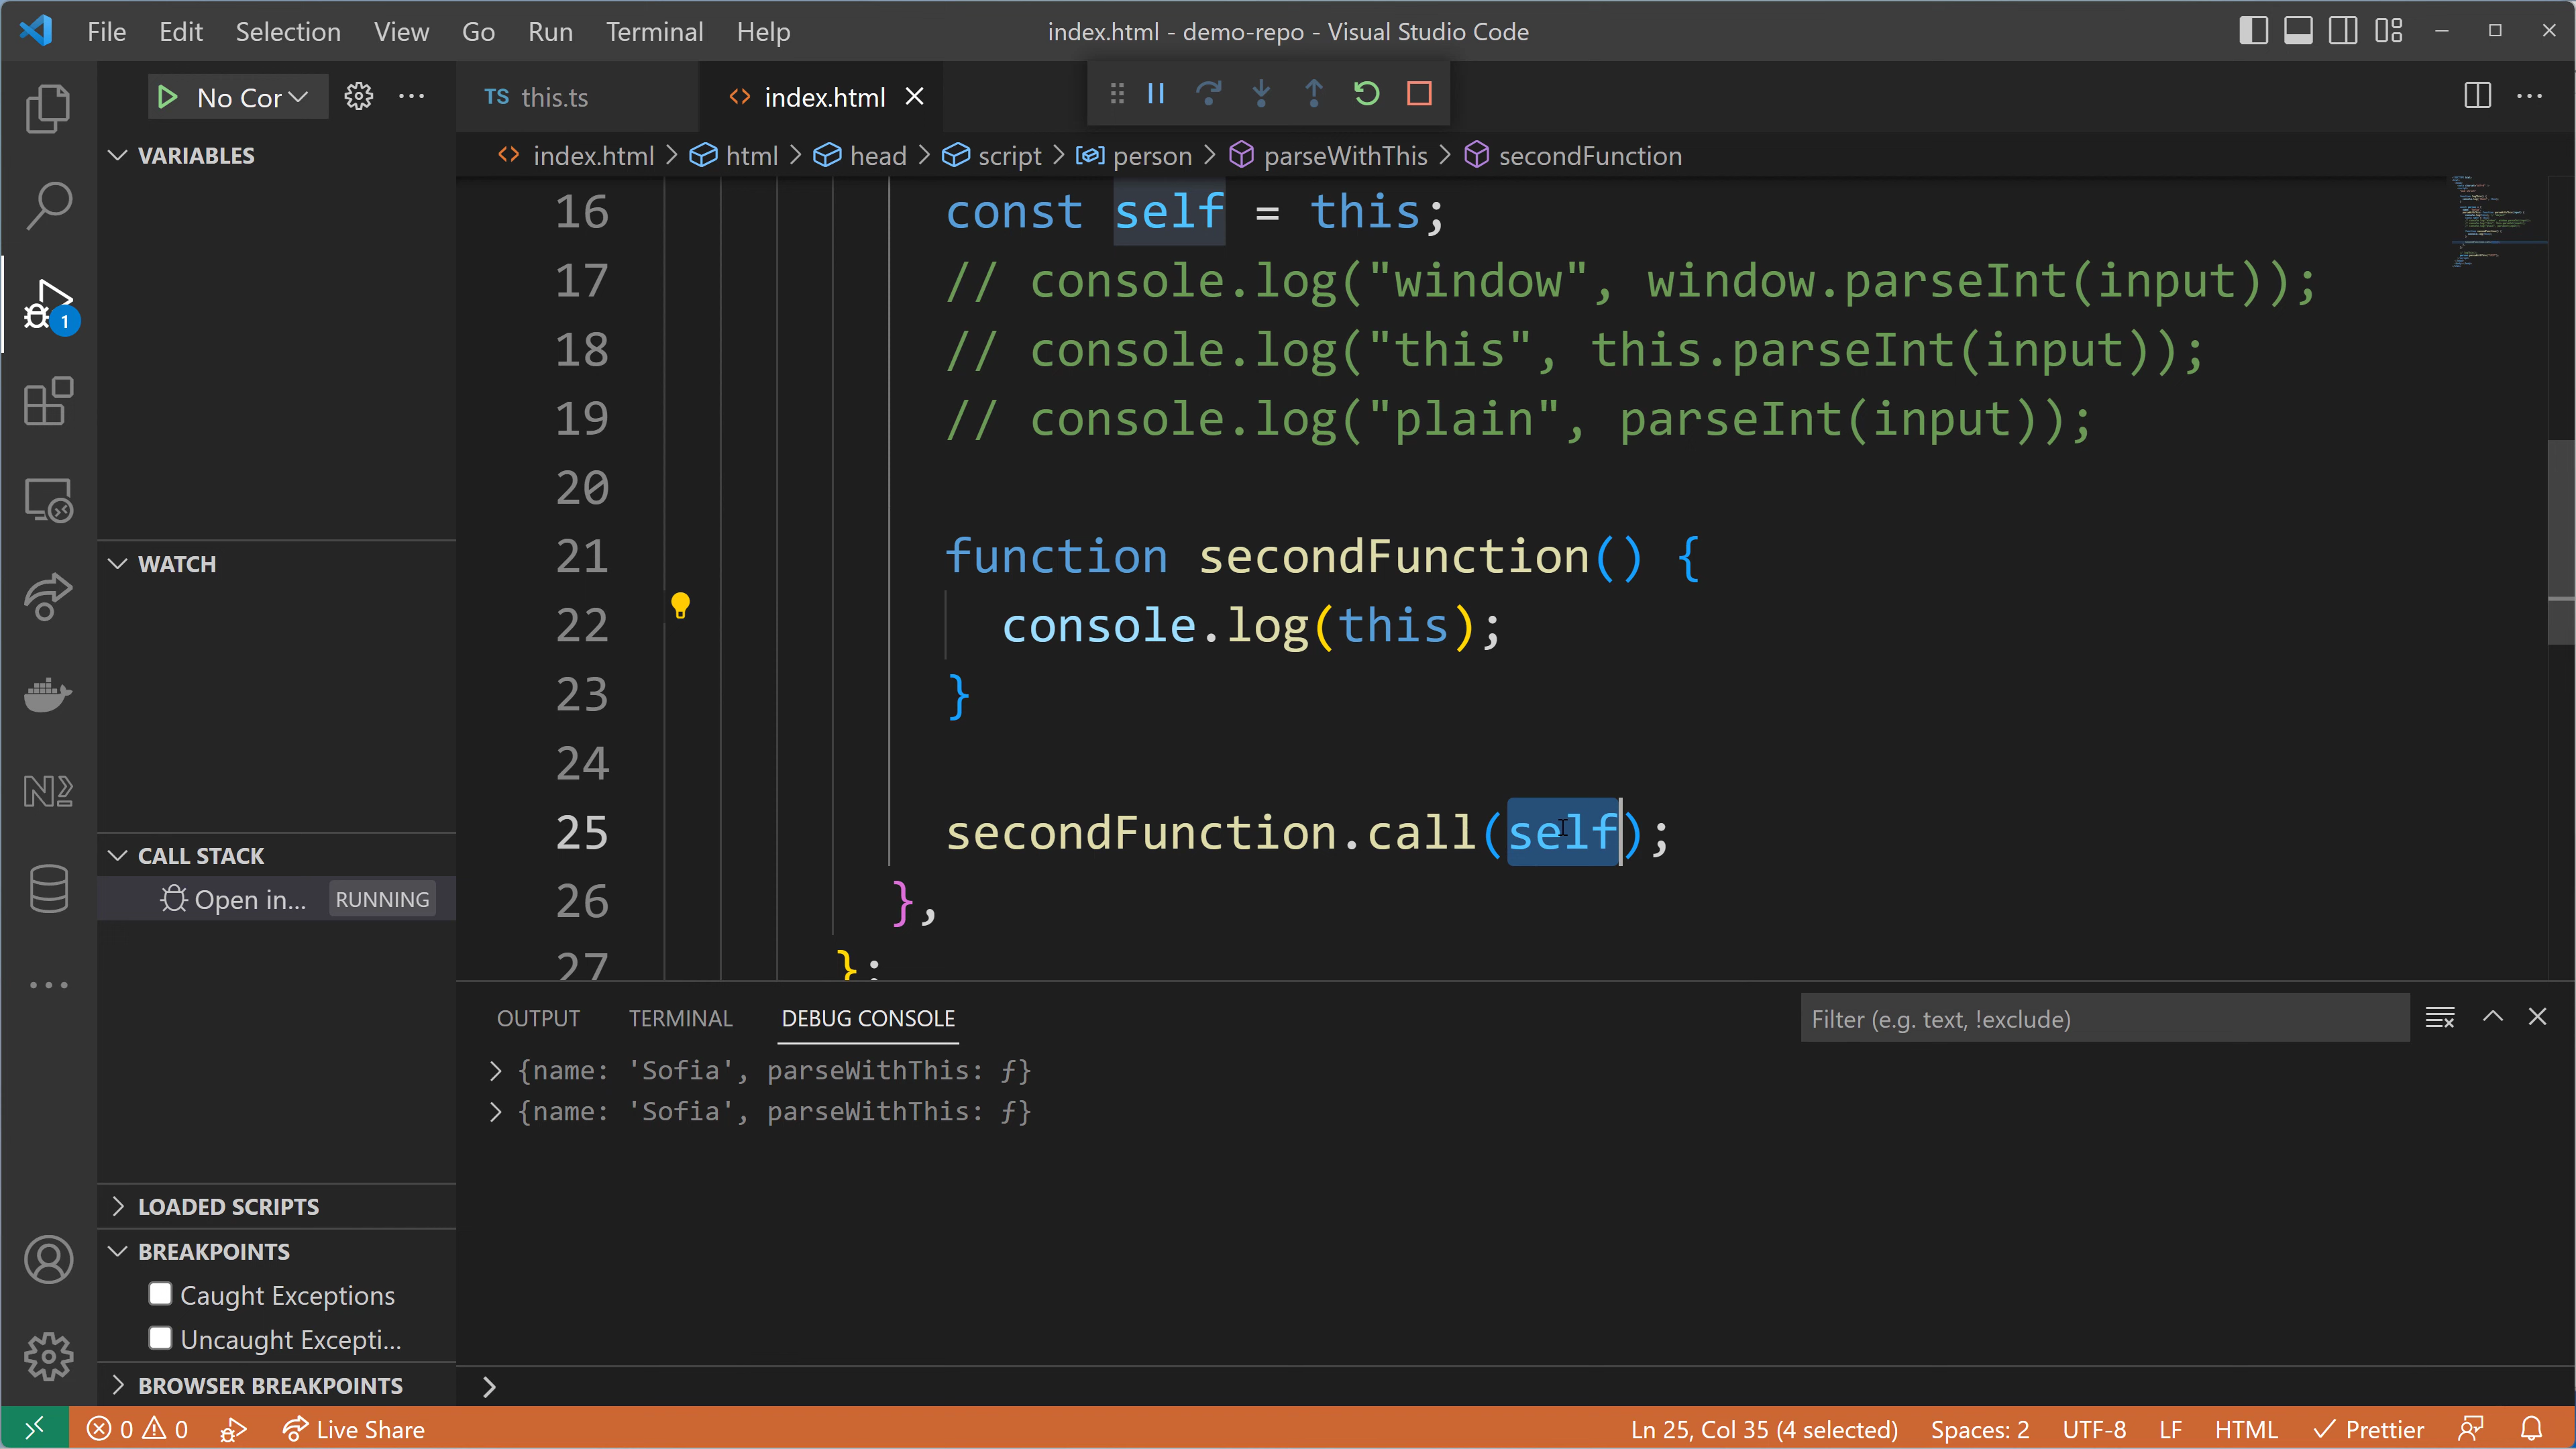 File Edit Selection View Go Run Terminal Help
index.html - demo-repo - Visual Studio Code
No Cor
TS this.ts
index.html
index.html > html > head > script > person > parseWithThis > secondFunction
VARIABLES
WATCH
CALL STACK
Open in... RUNNING
LOADED SCRIPTS
BREAKPOINTS
Caught Exceptions
Uncaught Excepti...
BROWSER BREAKPOINTS
1
16 const self = this;
17 // console.log("window", window.parseInt(input));
18 // console.log("this", this.parseInt(input));
19 // console.log("plain", parseInt(input));
20
21 function secondFunction() {
22 console.log(this);
23 }
24
25 secondFunction.call(self);
26 },
27 };
OUTPUT TERMINAL DEBUG CONSOLE
Filter (e.g. text, !exclude)
> {name: 'Sofia', parseWithThis: ƒ}
> {name: 'Sofia', parseWithThis: ƒ}
>
0 0 Live Share
Ln 25, Col 35 (4 selected) Spaces: 2 UTF-8 LF HTML Prettier